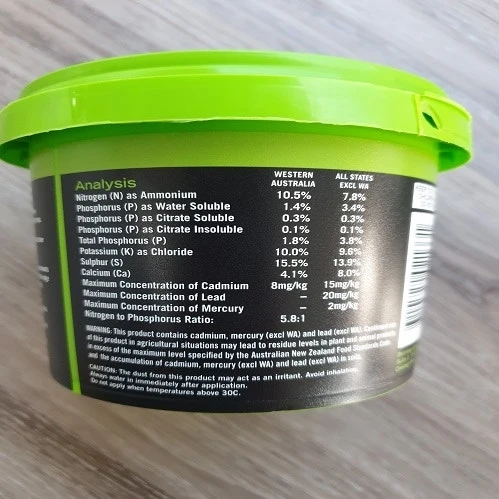 WESTERN AUSTRALIA ALL STATES EXCL WA
Analysis
Nitrogen (N) as Ammonium 10.5% 7.8%
Phosphorus (P) as Water Soluble 1.4% 3.4%
Phosphorus (P) as Citrate Soluble 0.3% 0.3%
Phosphorus (P) as Citrate Insoluble 0.1% 0.1%
Total Phosphorus (P) 1.8% 3.8%
Potassium (K) as Chloride 10.0% 9.6%
Sulphur (S) 15.5% 13.9%
Calcium (Ca) 4.1% 8.0%
Maximum Concentration of Cadmium 8mg/kg 15mg/kg
Maximum Concentration of Lead – 20mg/kg
Maximum Concentration of Mercury – 2mg/kg
Nitrogen to Phosphorus Ratio: 5.8:1
WARNING: This product contains cadmium, mercury (excl WA) and lead (excl WA). Continued use
of this product in agricultural situations may lead to residue levels in plant and animal products
in excess of the maximum level specified by the Australian New Zealand Food Standards Code
and the accumulation of cadmium, mercury (excl WA) and lead (excl WA) in soils.
CAUTION: The dust from this product may act as an irritant. Avoid inhalation.
Always water in immediately after application.
Do not apply when temperatures above 30C.